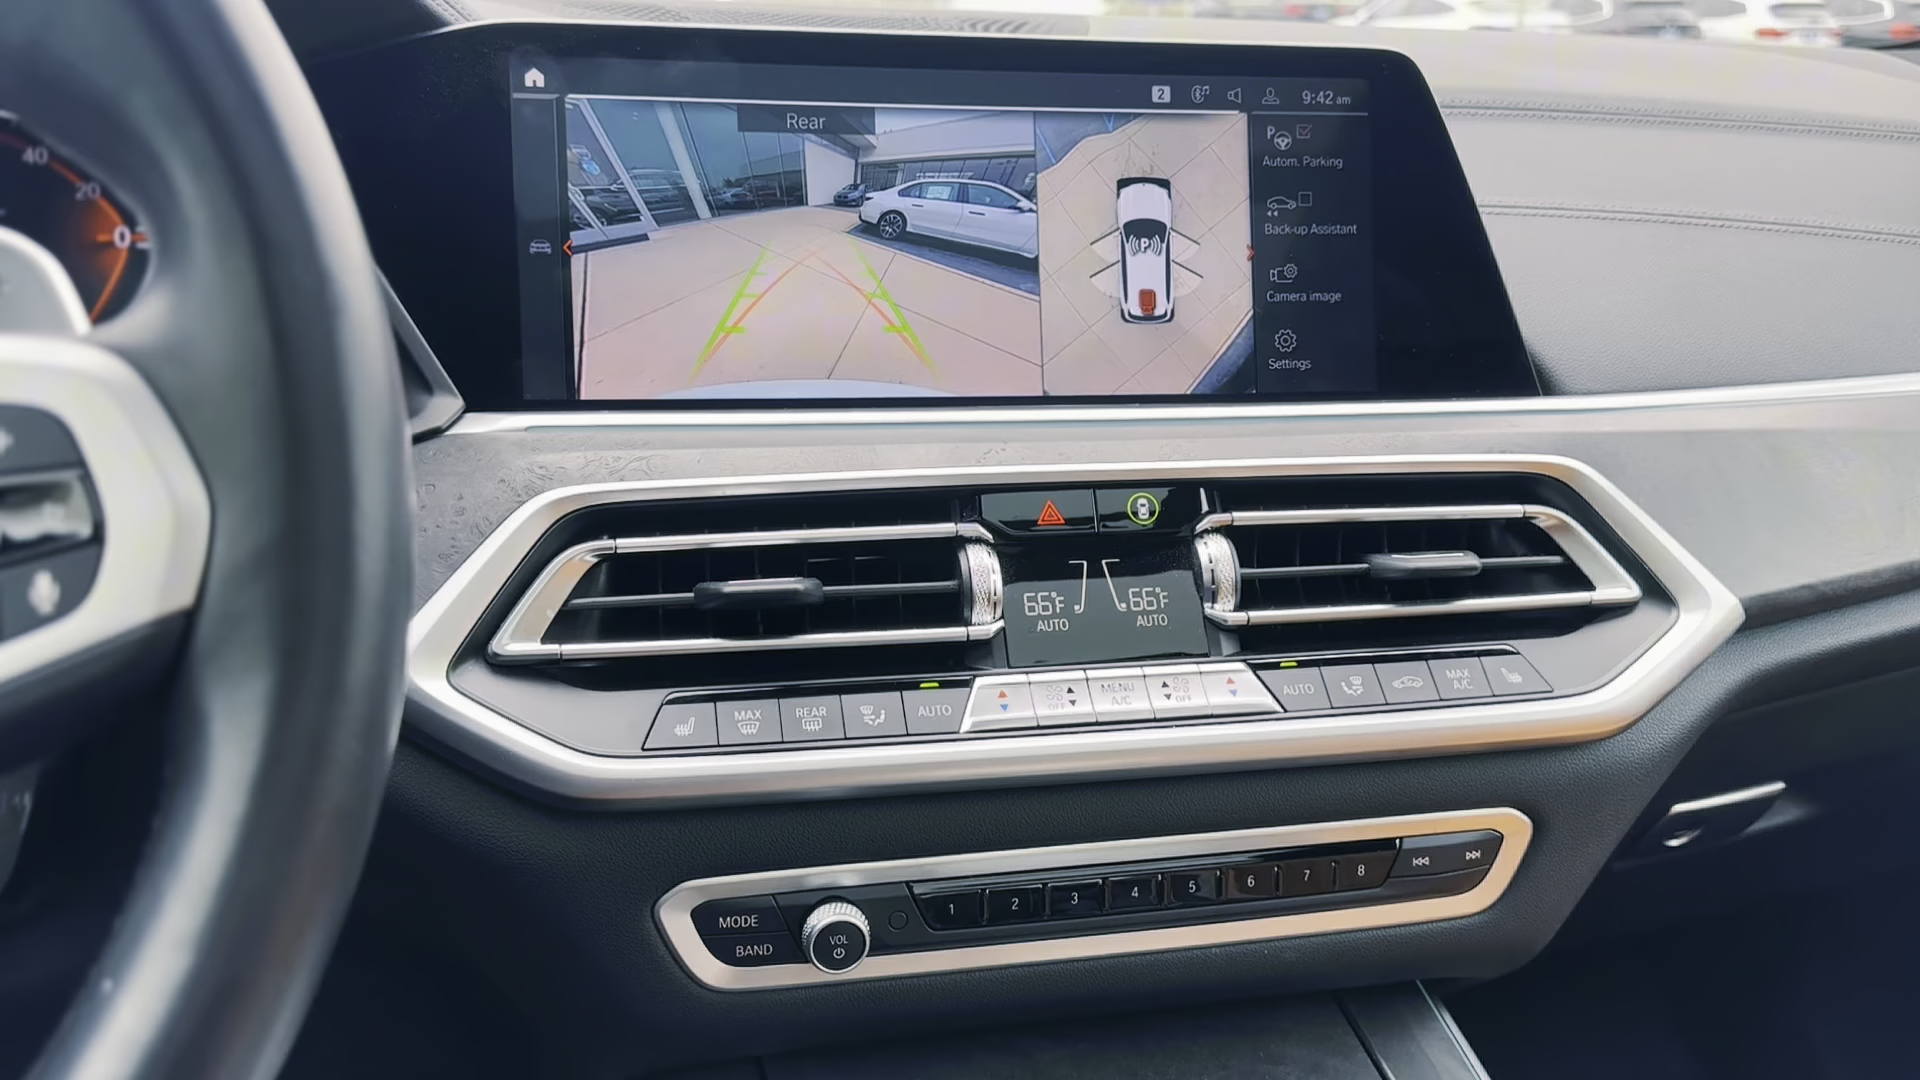 40
20
0
Rear
2
9:42 am
P
Autom. Parking
Back-up Assistant
Camera image
Settings
P
66°F
AUTO
66°F
AUTO
MAX
REAR
AUTO
OFF
MENU
A/C
OFF
AUTO
MAX
A/C
MODE
BAND
VOL
1 2 3 4 5 6 7 8